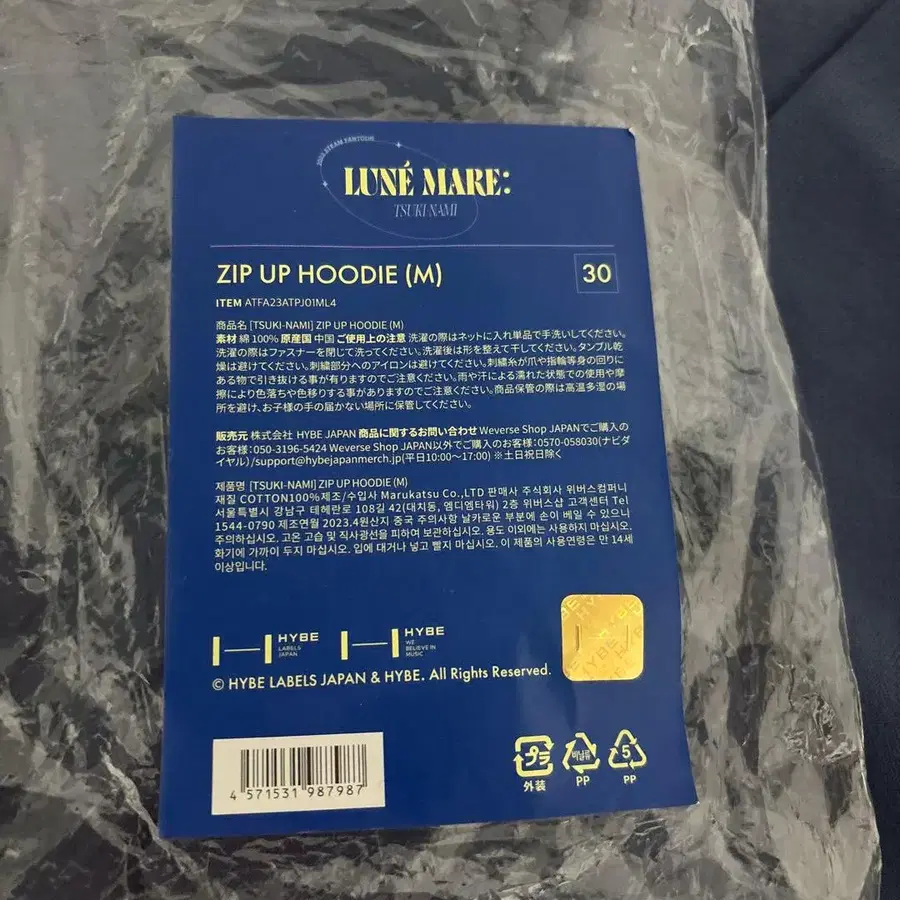 2023 &TEAM FANTOUR
LUNÉ MARE:
TSUKI-NAMI
ZIP UP HOODIE (M)
30
ITEM ATFA23ATPJ01ML4
商品名 [TSUKI-NAMI] ZIP UP HOODIE (M)
素材 綿 100% 原産国 中国 ご使用上の注意 洗濯の際はネットに入れ単品で手洗いしてください。
洗濯の際はファスナーを閉じて洗ってください。洗濯後は形を整えて干してください。タンブル乾
燥は避けてください。刺繍部分へのアイロンは避けてください。刺繍糸が爪や指輪等身の回りに
ある物で引き抜ける事が有りますのでご注意ください。雨や汗による濡れた状態での使用や摩
擦により色落ちや色移りする事がありますのでご注意ください。商品保管の際は高温多湿の場
所を避け、お子様の手の届かない場所に保管してください。
販売元 株式会社 HYBE JAPAN 商品に関するお問い合わせ Weverse Shop JAPANでご購入の
お客様：050-3196-5424 Weverse Shop JAPAN以外でご購入のお客様：0570-058030(ナビダ
イヤル)/support@hybejapanmerch.jp(平日10:00～17:00) ※土日祝日除く
제품명 [TSUKI-NAMI] ZIP UP HOODIE (M)
재질 COTTON100%제조/수입사 Marukatsu Co.,LTD 판매사 주식회사 위버스컴퍼니
서울특별시 강남구 테헤란로 108길 42(대치동, 엠디엠타워) 2층 위버스샵 고객센터 Tel
1544-0790 제조연월 2023.4원산지 중국 주의사항 날카로운 부분에 손이 베일 수 있으니
주의하십시오. 고온 고습 및 직사광선을 피하여 보관하십시오. 용도 이외에는 사용하지 마십시오.
화기에 가까이 두지 마십시오. 입에 대거나 넣고 빨지 마십시오. 이 제품의 사용연령은 만 14세
이상입니다.
HYBE
LABELS
JAPAN
HYBE
WE
BELIEVE IN
MUSIC
HYBE
© HYBE LABELS JAPAN & HYBE. All Rights Reserved.
4 571531 987987
プラ
外装
비닐류
PP
5
PP